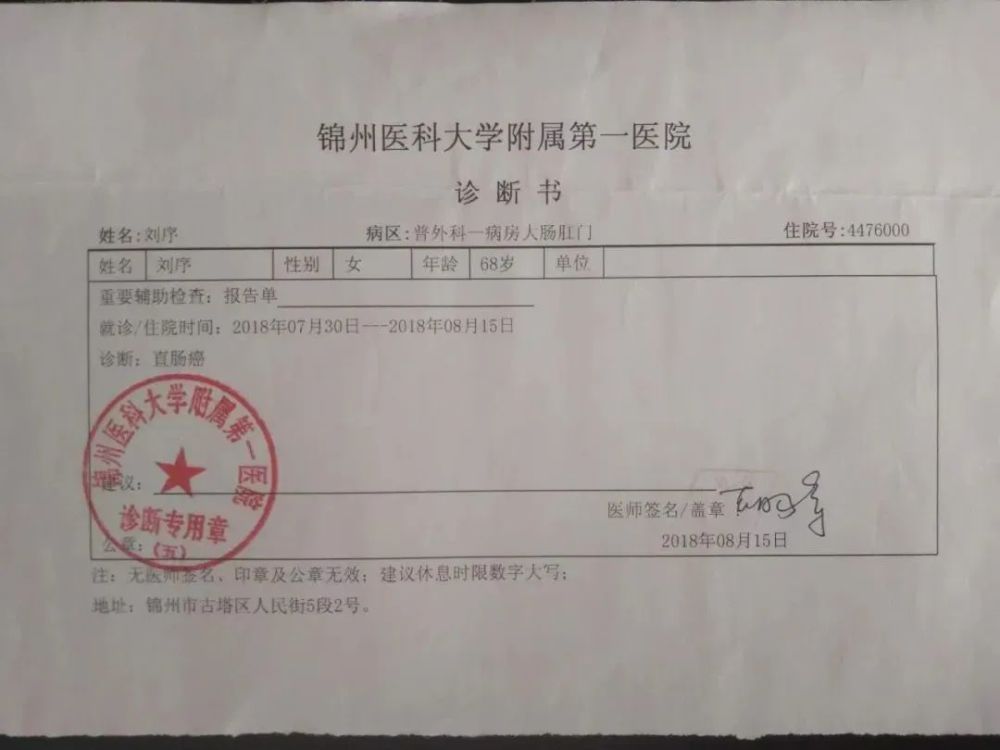 锦州医科大学附属第一医院
诊断书
姓名:刘序 病区:普外科一病房大肠肛门 住院号:4476000
姓名 刘序 性别 女 年龄 68岁 单位
重要辅助检查：报告单
就诊/住院时间：2018年07月30日---2018年08月15日
诊断：直肠癌
锦州医科大学附属第一医院
建议：
诊断专用章
(五)
医师签名/盖章
2018年08月15日
公章：
注：无医师签名、印章及公章无效；建议休息时限数字大写；
地址：锦州市古塔区人民街5段2号。